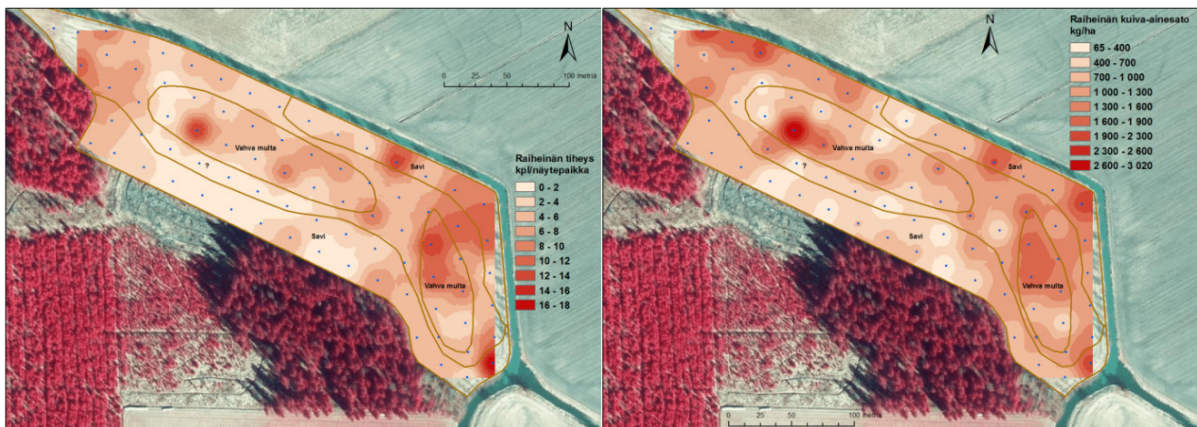 N
0 25 50 100 metriä
Vahva multa
?
Savi
Savi
Vahva multa
Raiheinän tiheys
kpl/näytepaikka
0 - 2
2 - 4
4 - 6
6 - 8
8 - 10
10 - 12
12 - 14
14 - 16
16 - 18
N
Raiheinän kuiva-ainesato
kg/ha
65 - 400
400 - 700
700 - 1 000
1 000 - 1 300
1 300 - 1 600
1 600 - 1 900
1 900 - 2 300
2 300 - 2 600
2 600 - 3 020
Vahva multa
?
Savi
Savi
Vahva multa
0 25 50 100 metriä